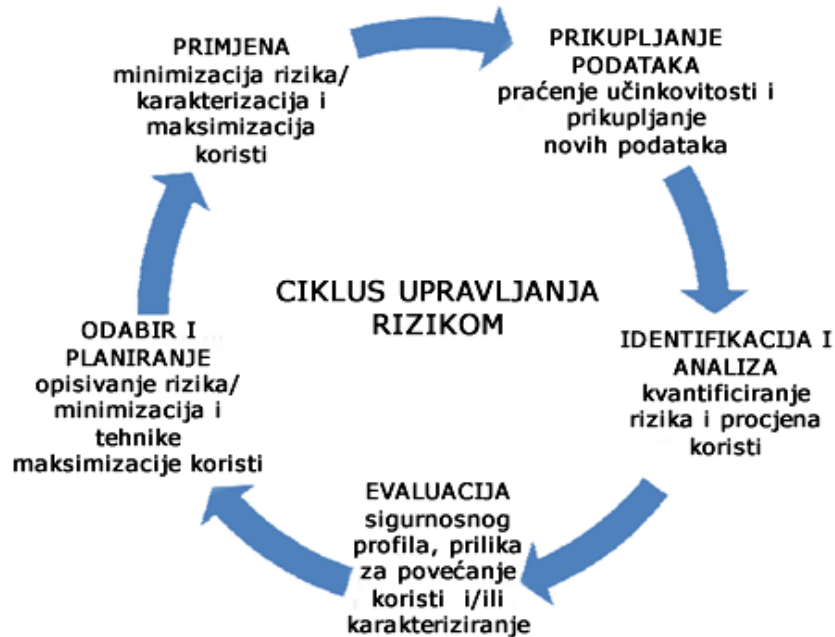 PRIMJENA
minimizacija rizika/
karakterizacija i
maksimizacija
koristi
PRIKUPLJANJE
PODATAKA
praćenje učinkovitosti i
prikupljanje
novih podataka
CIKLUS UPRAVLJANJA
RIZIKOM
IDENTIFIKACIJA I
ANALIZA
kvantificiranje
rizika i procjena
koristi
EVALUACIJA
sigurnosnog
profila, prilika
za povećanje
koristi i/ili
karakteriziranje
ODABIR I
PLANIRANJE
opisivanje rizika/
minimizacija i
tehnike
maksimizacije koristi